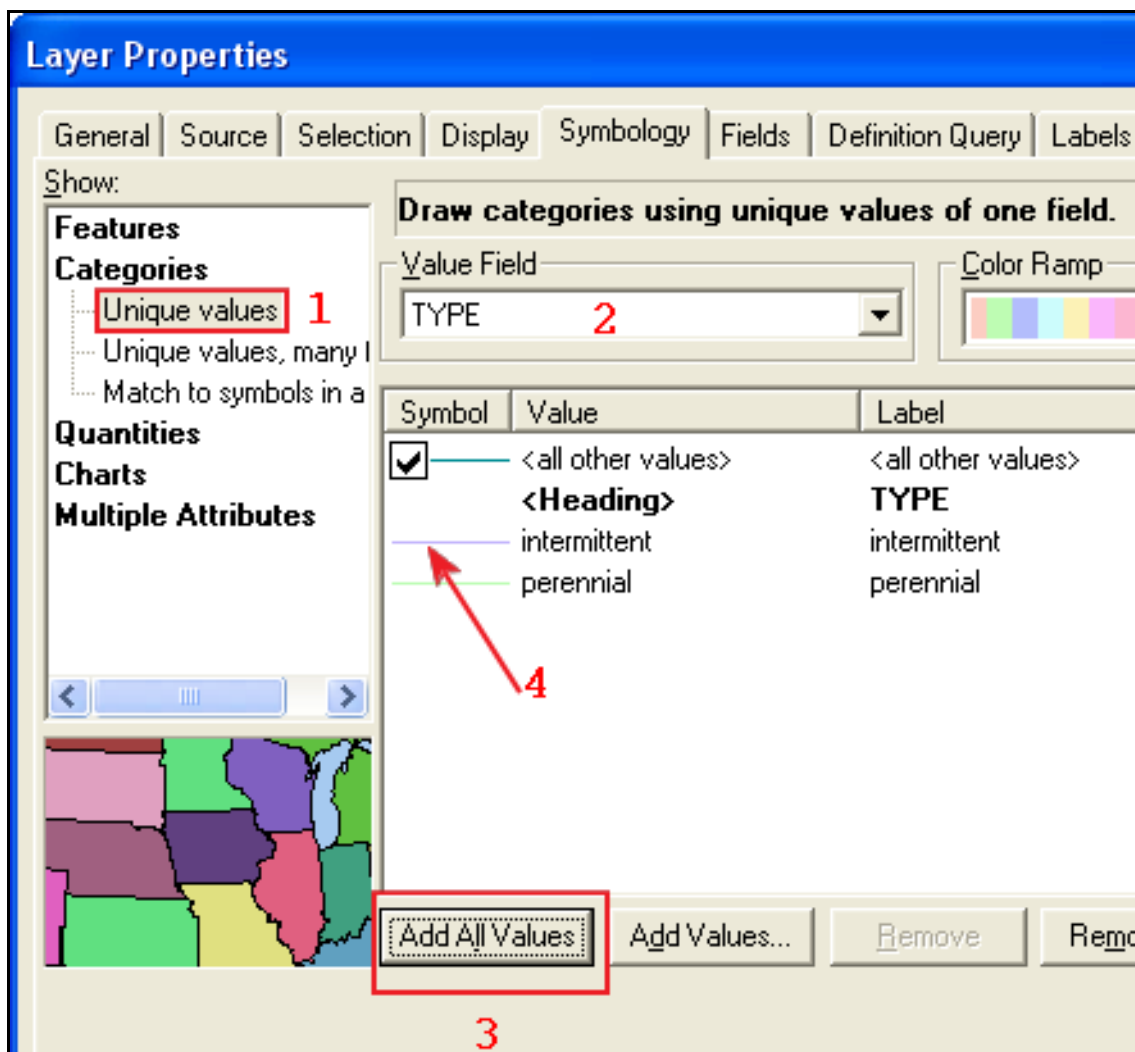 Layer Properties
General Source Selection Display Symbology Fields Definition Query Labels
Show:
Features
Categories
Unique values 1
Unique values, many
Match to symbols in a
Quantities
Charts
Multiple Attributes
Draw categories using unique values of one field.
Value Field
TYPE 2
Color Ramp
Symbol Value Label
<all other values> <all other values>
<Heading> TYPE
intermittent intermittent
perennial perennial
4
Add All Values Add Values... Remove Remo
3